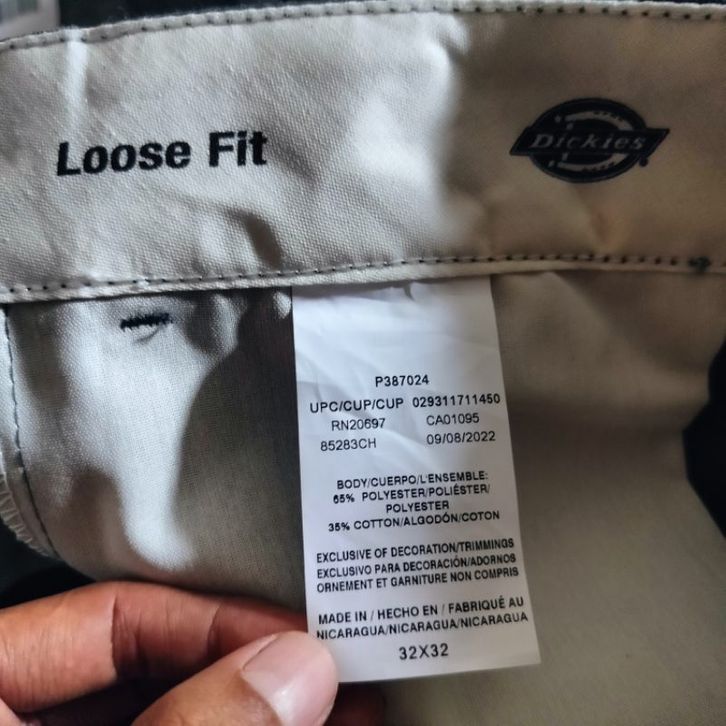 Loose Fit
Dickies
P387024
UPC/CUP/CUP 029311711450
RN20697 CA01095
85283CH 09/08/2022
BODY/CUERPO/L'ENSEMBLE:
65% POLYESTER/POLIÉSTER/
POLYESTER
35% COTTON/ALGODÓN/COTON
EXCLUSIVE OF DECORATION/TRIMMINGS
EXCLUSIVO PARA DECORACIÓN/ADORNOS
ORNEMENT ET GARNITURE NON COMPRIS
MADE IN / HECHO EN / FABRIQUÉ AU
NICARAGUA/NICARAGUA/NICARAGUA
32X32